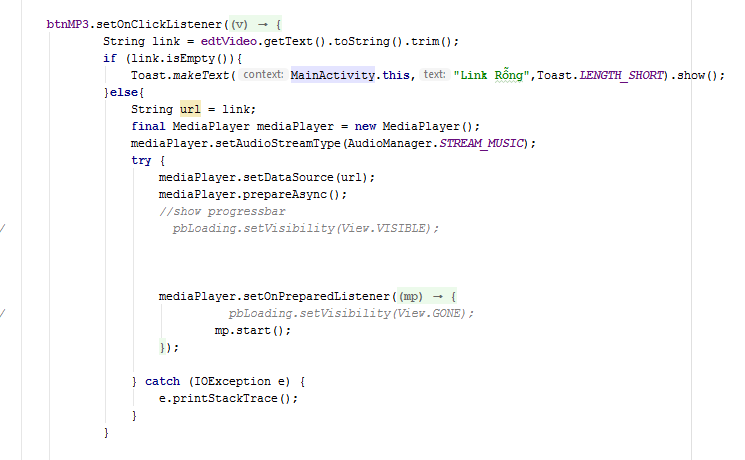 btnMP3.setOnClickListener((v) → {
String link = edtVideo.getText().toString().trim();
if (link.isEmpty()){
Toast.makeText( context: MainActivity.this, text: "Link Rỗng",Toast.LENGTH_SHORT).show();
}else{
String url = link;
final MediaPlayer mediaPlayer = new MediaPlayer();
mediaPlayer.setAudioStreamType(AudioManager.STREAM_MUSIC);
try {
mediaPlayer.setDataSource(url);
mediaPlayer.prepareAsync();
//show progressbar
/ pbLoading.setVisibility(View.VISIBLE);
mediaPlayer.setOnPreparedListener((mp) → {
/ pbLoading.setVisibility(View.GONE);
mp.start();
});
} catch (IOException e) {
e.printStackTrace();
}
}